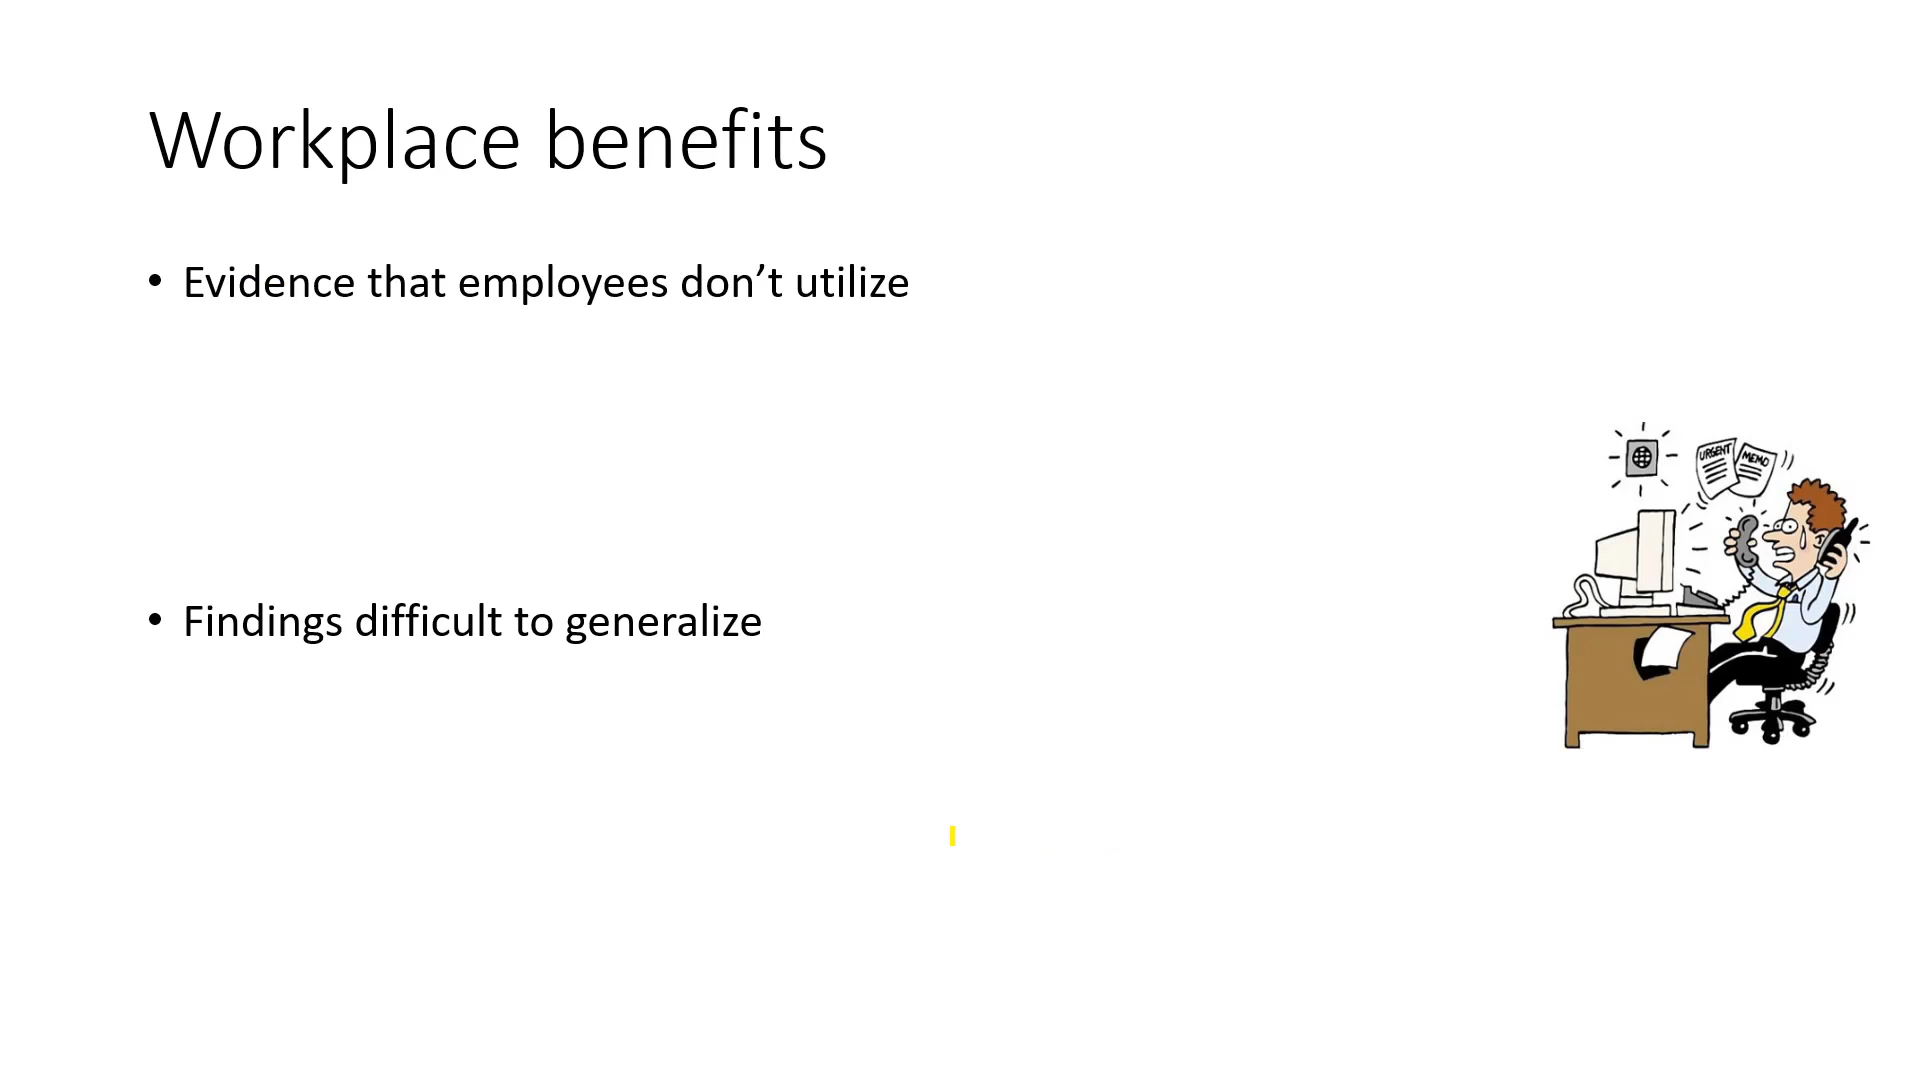 Workplace benefits
• Evidence that employees don’t utilize
URGENT
MEMO
• Findings difficult to generalize